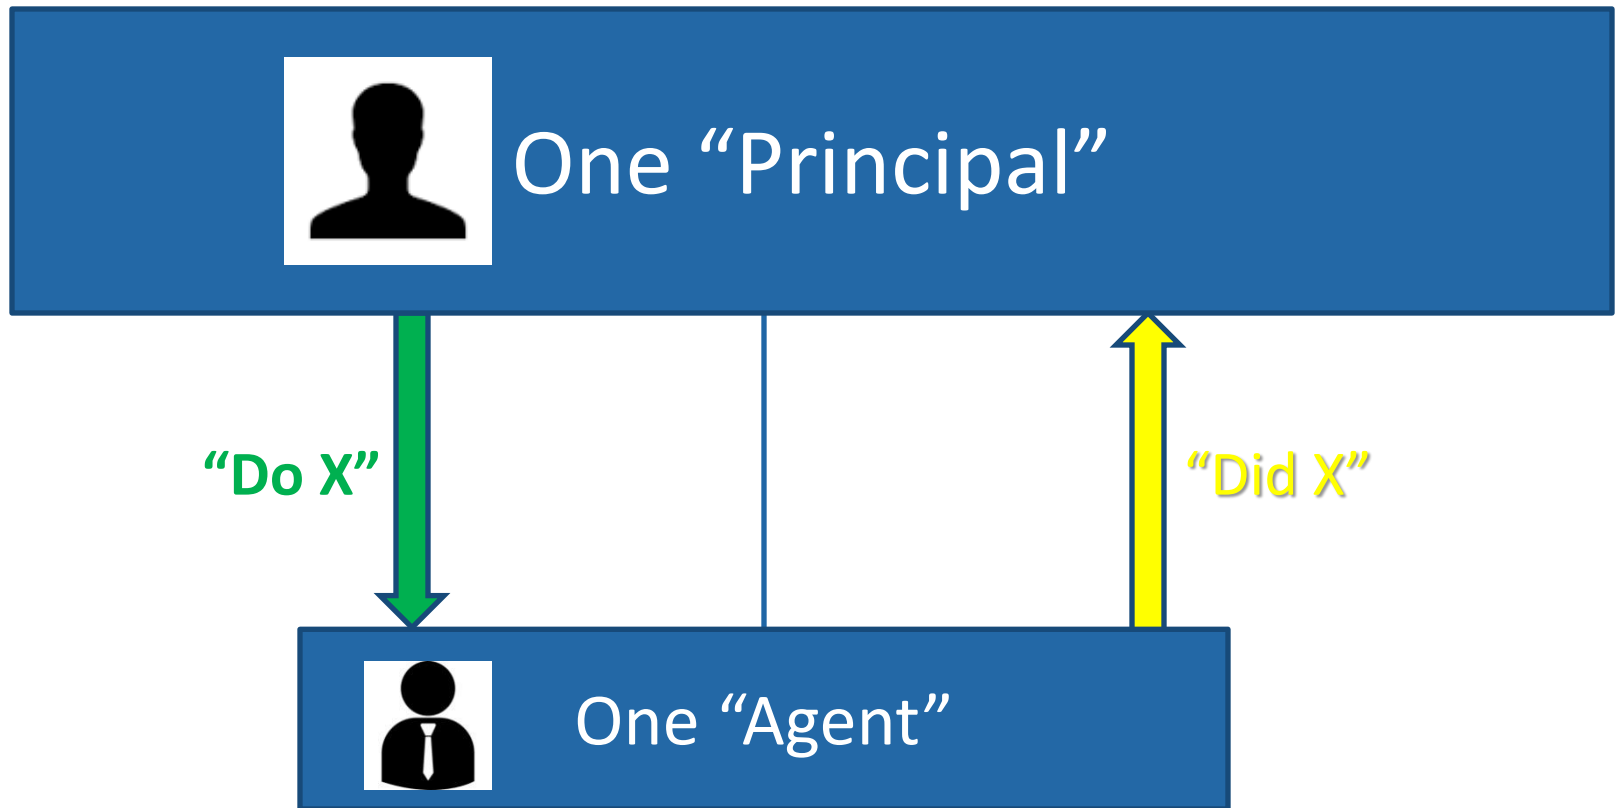 One “Principal”
“Do X”
“Did X”
One “Agent”